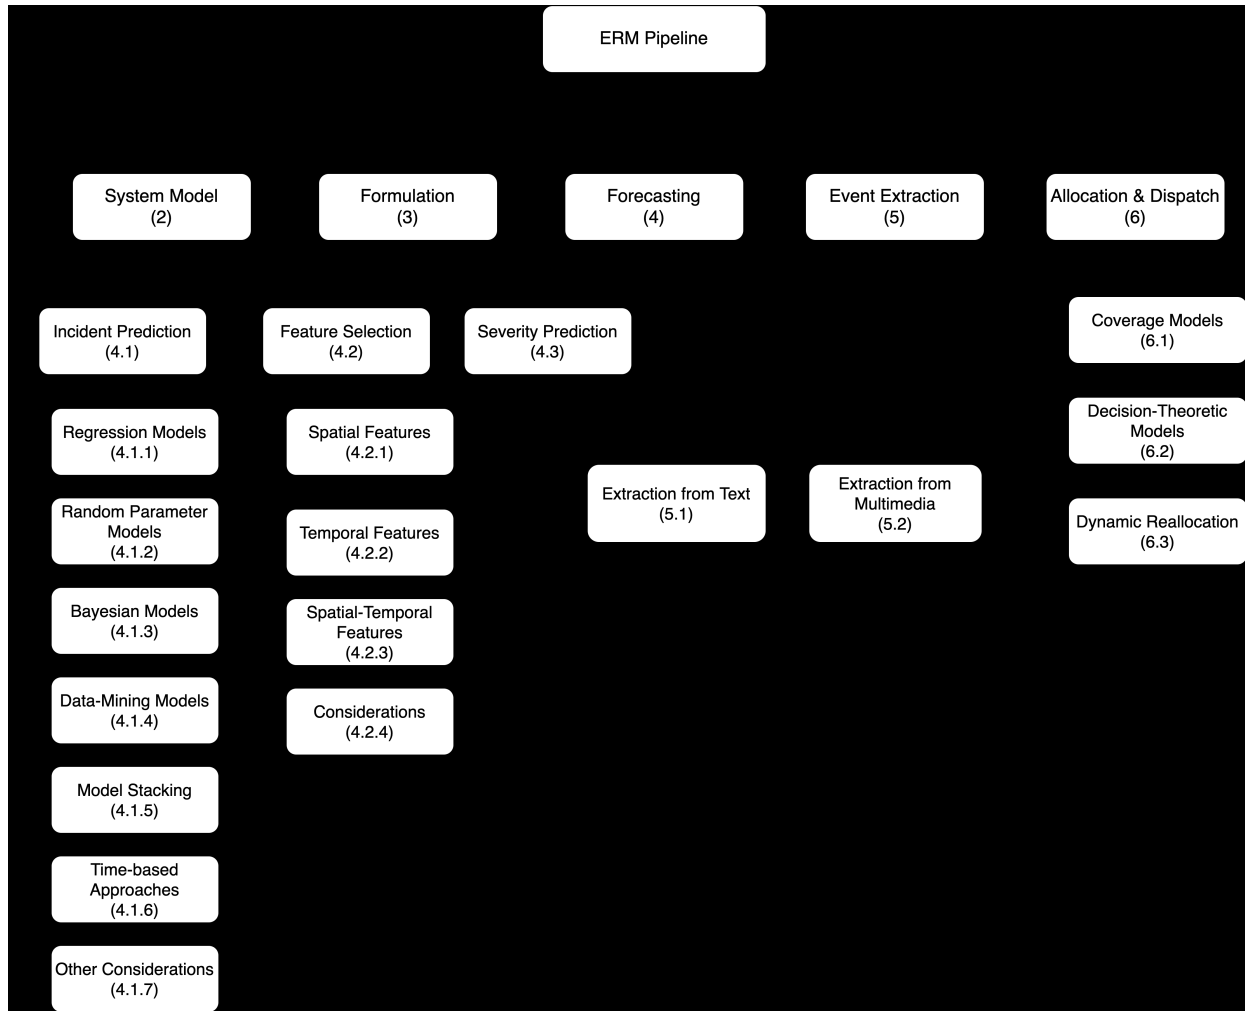 ERM Pipeline
System Model
(2)
Formulation
(3)
Forecasting
(4)
Event Extraction
(5)
Allocation & Dispatch
(6)
Incident Prediction
(4.1)
Feature Selection
(4.2)
Severity Prediction
(4.3)
Regression Models
(4.1.1)
Random Parameter
Models
(4.1.2)
Bayesian Models
(4.1.3)
Data-Mining Models
(4.1.4)
Model Stacking
(4.1.5)
Time-based
Approaches
(4.1.6)
Other Considerations
(4.1.7)
Spatial Features
(4.2.1)
Temporal Features
(4.2.2)
Spatial-Temporal
Features
(4.2.3)
Considerations
(4.2.4)
Extraction from Text
(5.1)
Extraction from
Multimedia
(5.2)
Coverage Models
(6.1)
Decision-Theoretic
Models
(6.2)
Dynamic Reallocation
(6.3)